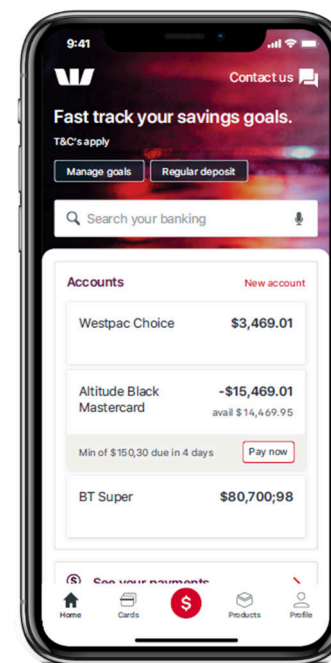 9:41
Contact us
Fast track your savings goals.
T&C's apply
Manage goals Regular deposit
Search your banking
Accounts New account
Westpac Choice $3,469.01
Altitude Black -$15,469.01
Mastercard avail $14,469.95
Min of $150,30 due in 4 days Pay now
BT Super $80,700;98
$ See your payments
Home Cards $ Products Profile